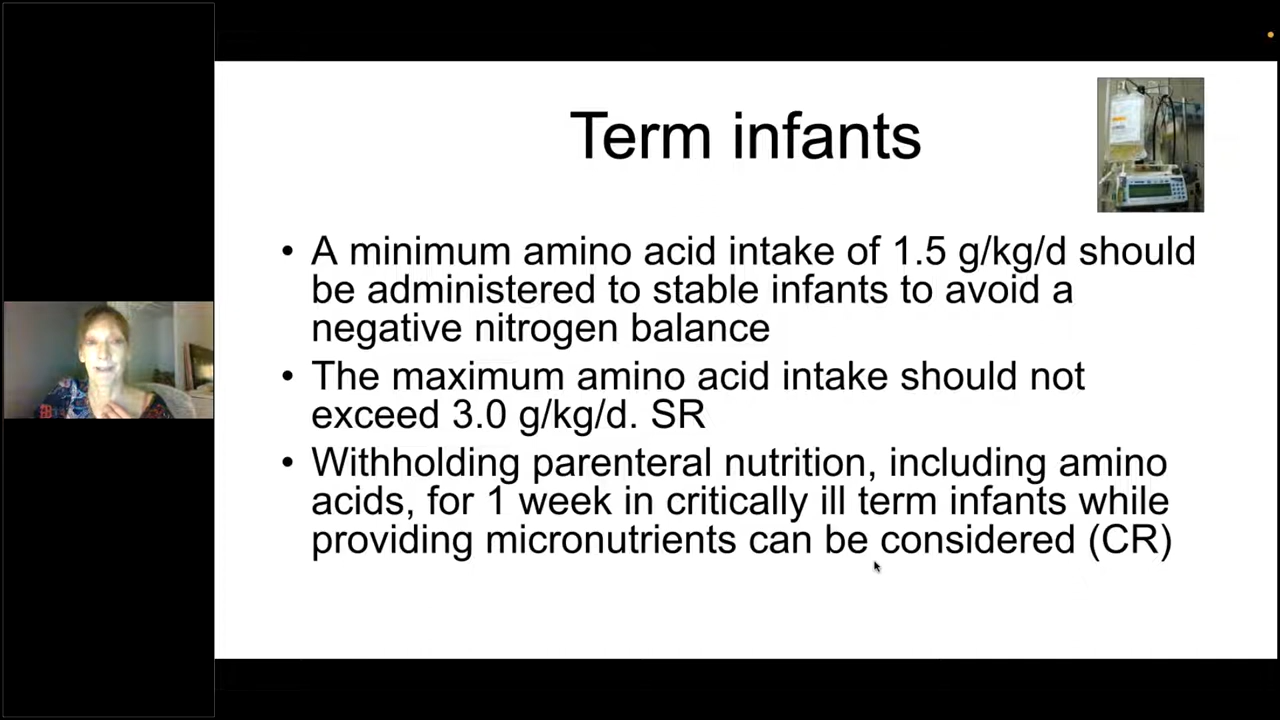 Term infants
• A minimum amino acid intake of 1.5 g/kg/d should
be administered to stable infants to avoid a
negative nitrogen balance
• The maximum amino acid intake should not
exceed 3.0 g/kg/d. SR
• Withholding parenteral nutrition, including amino
acids, for 1 week in critically ill term infants while
providing micronutrients can be considered (CR)